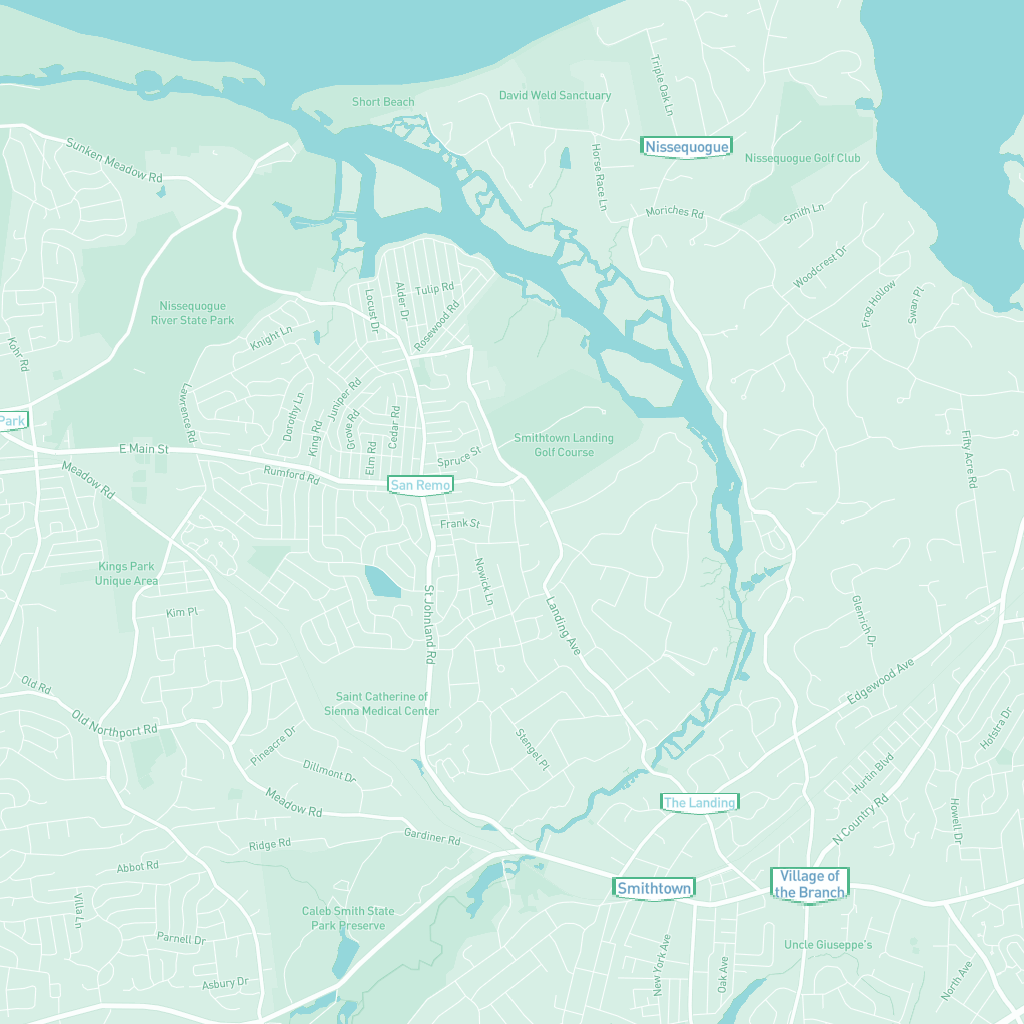 Short Beach
David Weld Sanctuary
Triple Oak Ln
Nissequogue
Nissequogue Golf Club
Sunken Meadow Rd
Horse Race Ln
Moriches Rd
Smith Ln
Woodcrest Dr
Frog Hollow
Swan Pl
Tulip Rd
Alder Dr
Locust Dr
Rosewood Rd
Nissequogue
River State Park
Knight Ln
Kohr Rd
Lawrence Rd
Dorothy Ln
King Rd
Juniper Rd
Grove Rd
Elm Rd
Cedar Rd
Park
E Main St
Rumford Rd
Spruce St
San Remo
Smithtown Landing
Golf Course
Fifty Acre Rd
Meadow Rd
Frank St
Nowick Ln
Kings Park
Unique Area
Kim Pl
St Johnland Rd
Landing Ave
Glenrich Dr
Edgewood Ave
Old Rd
Old Northport Rd
Saint Catherine of
Sienna Medical Center
Pineacre Dr
Dillmont Dr
Stengel Pl
Hofstra Dr
Hurtin Blvd
N Country Rd
Howell Dr
The Landing
Meadow Rd
Gardiner Rd
Ridge Rd
Abbot Rd
Villa Ln
Parnell Dr
Asbury Dr
Caleb Smith State
Park Preserve
Smithtown
Village of
the Branch
Uncle Giuseppe's
New York Ave
Oak Ave
North Ave